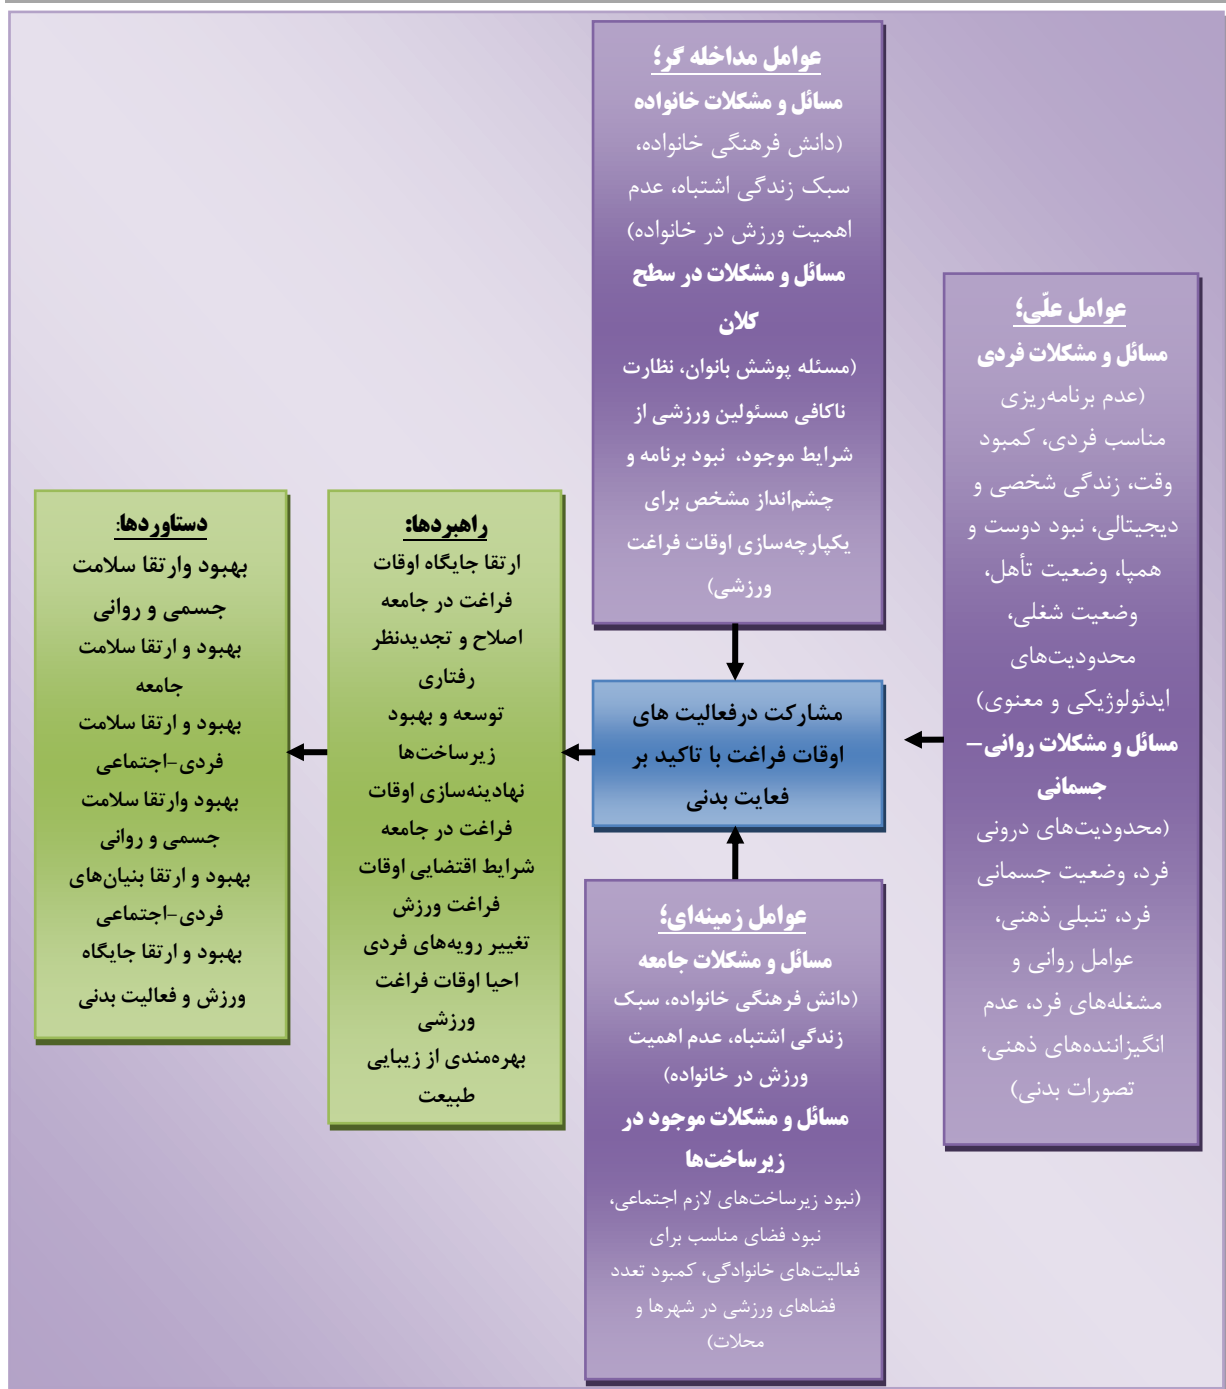 عوامل مداخله گر؛
مسائل و مشکلات خانواده
(دانش فرهنگی خانواده،
سبک زندگی اشتباه، عدم
اهمیت ورزش در خانواده)
مسائل و مشکلات در سطح
کلان
(مسئله پوشش بانوان، نظارت
ناکافی مسئولین ورزشی از
شرایط موجود، نبود برنامه و
چشم‌انداز مشخص برای
یکپارچه‌سازی اوقات فراغت
ورزشی)
عوامل علّی؛
مسائل و مشکلات فردی
(عدم برنامه‌ریزی
مناسب فردی، کمبود
وقت، زندگی شخصی و
دیجیتالی، نبود دوست و
همپا، وضعیت تأهل،
وضعیت شغلی،
محدودیت‌های
ایدئولوژیکی و معنوی)
مسائل و مشکلات روانی–
جسمانی
(محدودیت‌های درونی
فرد، وضعیت جسمانی
فرد، تنبلی ذهنی،
عوامل روانی و
مشغله‌های فرد، عدم
انگیزاننده‌های ذهنی،
تصورات بدنی)
مشارکت درفعالیت های
اوقات فراغت با تاکید بر
فعایت بدنی
عوامل زمینه‌ای؛
مسائل و مشکلات جامعه
(دانش فرهنگی خانواده، سبک
زندگی اشتباه، عدم اهمیت
ورزش در خانواده)
مسائل و مشکلات موجود در
زیرساخت‌ها
(نبود زیرساخت‌های لازم اجتماعی،
نبود فضای مناسب برای
فعالیت‌های خانوادگی، کمبود تعدد
فضاهای ورزشی در شهرها و
محلات)
راهبردها:
ارتقا جایگاه اوقات
فراغت در جامعه
اصلاح و تجدیدنظر
رفتاری
توسعه و بهبود
زیرساخت‌ها
نهادینه‌سازی اوقات
فراغت در جامعه
شرایط اقتضایی اوقات
فراغت ورزش
تغییر رویه‌های فردی
احیا اوقات فراغت
ورزشی
بهره‌مندی از زیبایی
طبیعت
دستاوردها:
بهبود وارتقا سلامت
جسمی و روانی
بهبود و ارتقا سلامت
جامعه
بهبود و ارتقا سلامت
فردی-اجتماعی
بهبود وارتقا سلامت
جسمی و روانی
بهبود و ارتقا بنیان‌های
فردی-اجتماعی
بهبود و ارتقا جایگاه
ورزش و فعالیت بدنی